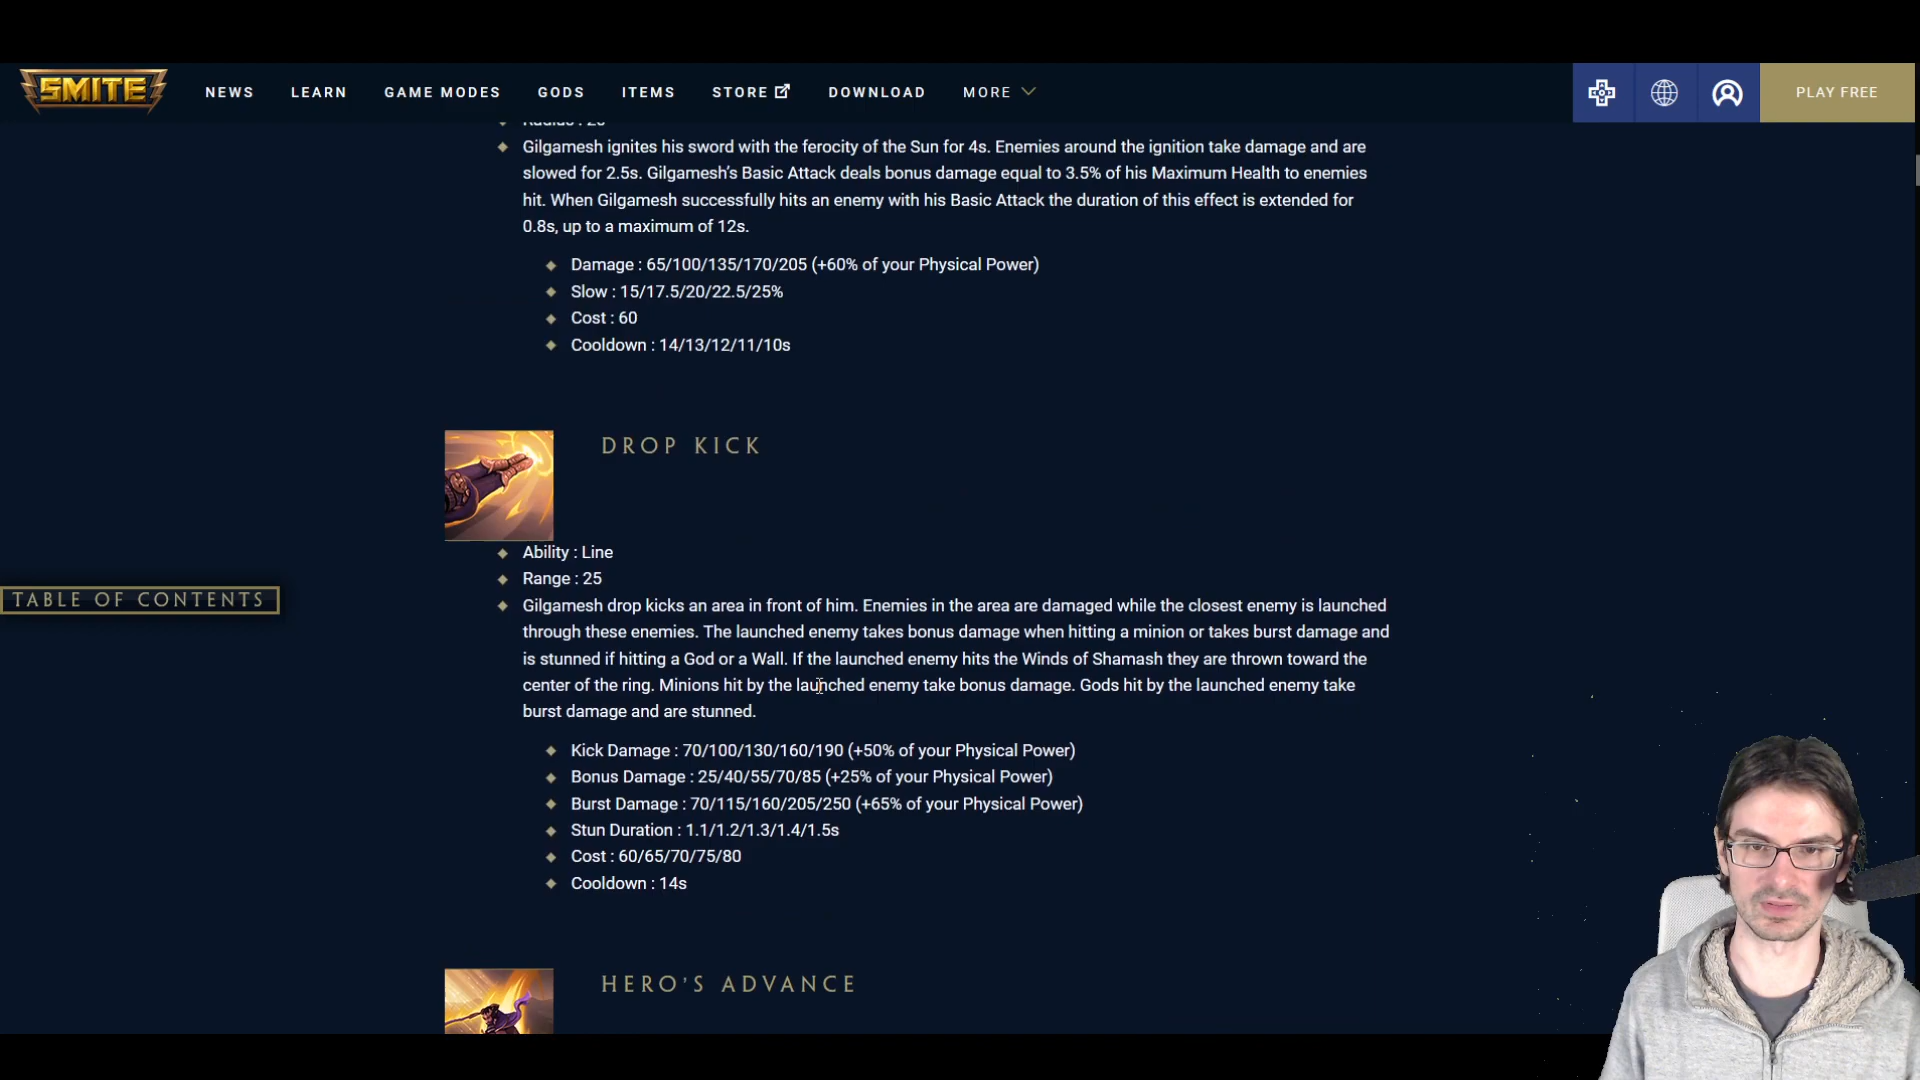 SMITE
NEWS
LEARN
GAME MODES
GODS
ITEMS
STORE
DOWNLOAD
MORE
PLAY FREE
Gilgamesh ignites his sword with the ferocity of the Sun for 4s. Enemies around the ignition take damage and are
slowed for 2.5s. Gilgamesh’s Basic Attack deals bonus damage equal to 3.5% of his Maximum Health to enemies
hit. When Gilgamesh successfully hits an enemy with his Basic Attack the duration of this effect is extended for
0.8s, up to a maximum of 12s.
Damage : 65/100/135/170/205 (+60% of your Physical Power)
Slow : 15/17.5/20/22.5/25%
Cost : 60
Cooldown : 14/13/12/11/10s
DROP KICK
Ability : Line
Range : 25
TABLE OF CONTENTS
Gilgamesh drop kicks an area in front of him. Enemies in the area are damaged while the closest enemy is launched
through these enemies. The launched enemy takes bonus damage when hitting a minion or takes burst damage and
is stunned if hitting a God or a Wall. If the launched enemy hits the Winds of Shamash they are thrown toward the
center of the ring. Minions hit by the launched enemy take bonus damage. Gods hit by the launched enemy take
burst damage and are stunned.
Kick Damage : 70/100/130/160/190 (+50% of your Physical Power)
Bonus Damage : 25/40/55/70/85 (+25% of your Physical Power)
Burst Damage : 70/115/160/205/250 (+65% of your Physical Power)
Stun Duration : 1.1/1.2/1.3/1.4/1.5s
Cost : 60/65/70/75/80
Cooldown : 14s
HERO’S ADVANCE